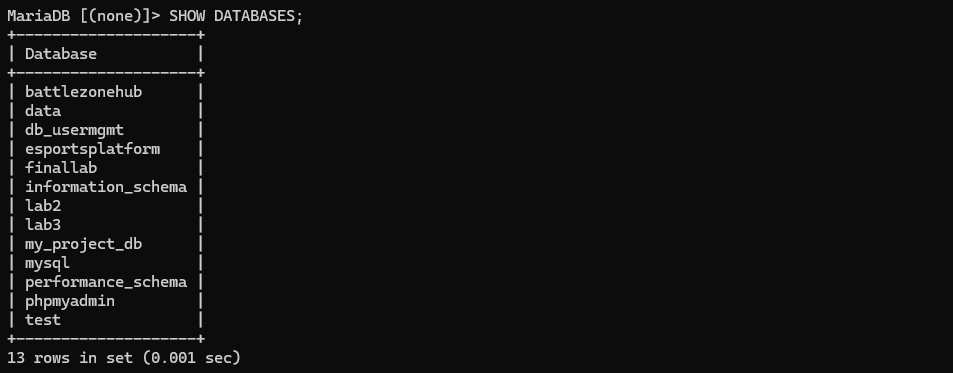 MariaDB [(none)]> SHOW DATABASES;
+--------------------+
| Database           |
+--------------------+
| battlezonehub      |
| data               |
| db_usermgmt        |
| esportsplatform    |
| finallab           |
| information_schema |
| lab2               |
| lab3               |
| my_project_db      |
| mysql              |
| performance_schema |
| phpmyadmin         |
| test               |
+--------------------+
13 rows in set (0.001 sec)